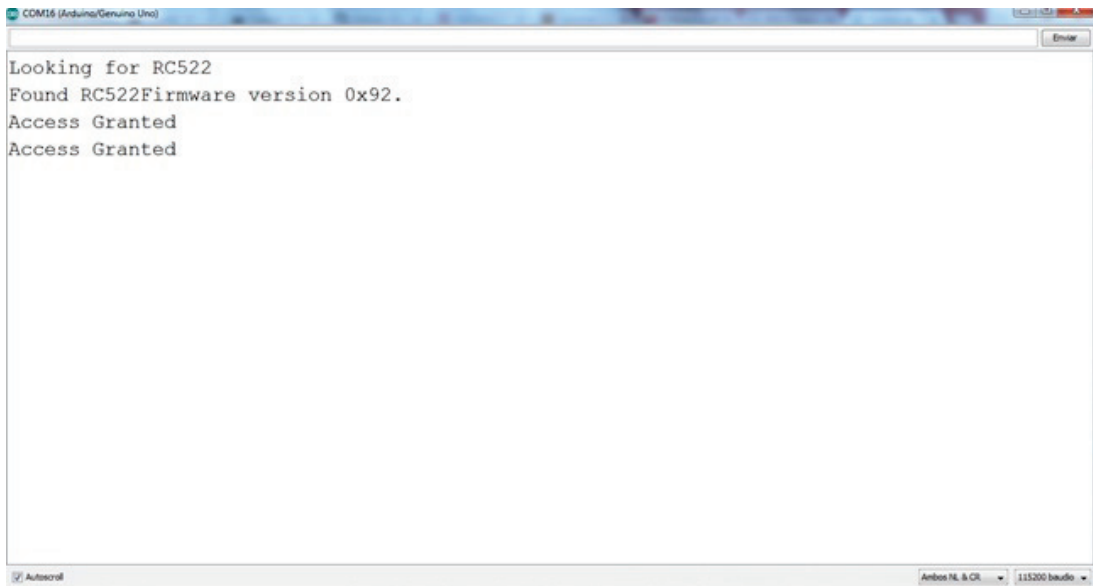 COM16 (Arduino/Genuino Uno)
Enviar
Looking for RC522
Found RC522Firmware version 0x92.
Access Granted
Access Granted
Autoscroll
Ambos NL & CR
115200 baudio